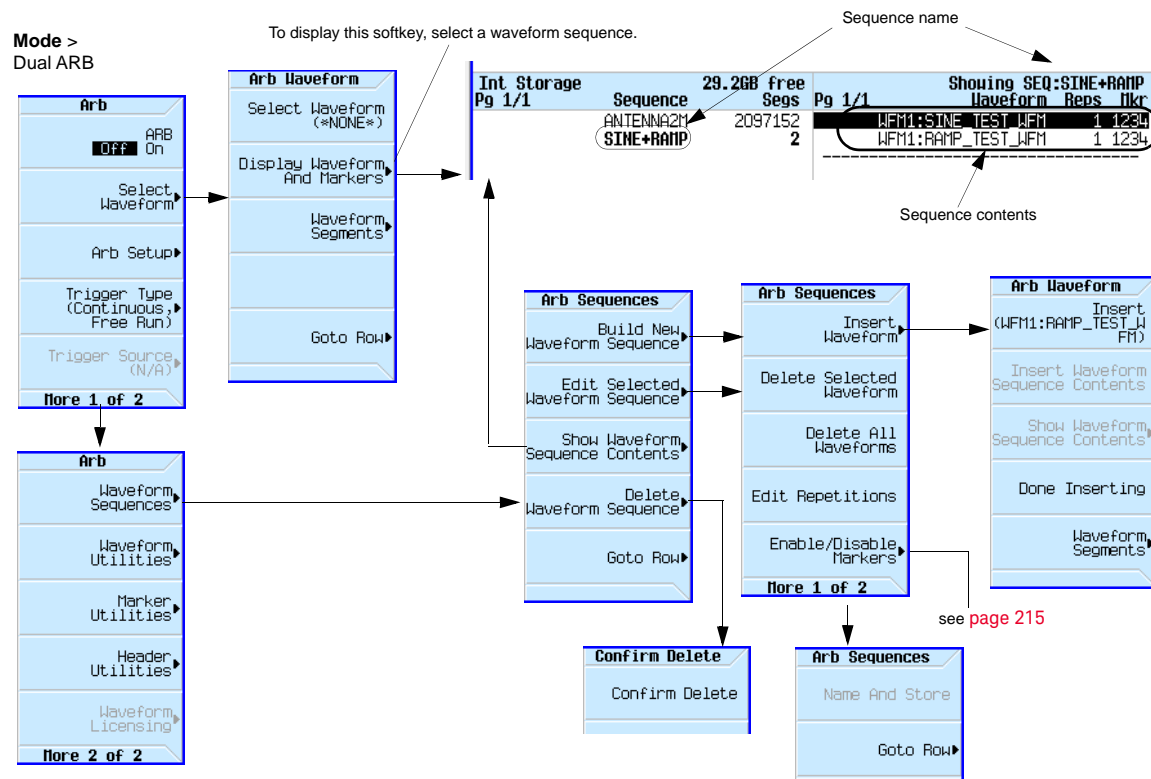 Mode >
Dual ARB
To display this softkey, select a waveform sequence.
Sequence name
Arb
ARB
Off On
Select
Waveform
Arb Setup
Trigger Type
(Continuous,
Free Run)
Trigger Source
(N/A)
More 1 of 2
Arb Waveform
Select Waveform
(*NONE*)
Display Waveform
And Markers
Waveform
Segments
Goto Row
Int Storage 29.2GB free
Pg 1/1 Sequence Segs
ANTENNA2M 2097152
SINE+RAMP 2
Showing SEQ:SINE+RAMP
Pg 1/1 Waveform Reps Mkr
WFM1:SINE_TEST_WFM 1 1234
WFM1:RAMP_TEST_WFM 1 1234
Sequence contents
Arb
Waveform
Sequences
Waveform
Utilities
Marker
Utilities
Header
Utilities
Waveform
Licensing
More 2 of 2
Arb Sequences
Build New
Waveform Sequence
Edit Selected
Waveform Sequence
Show Waveform
Sequence Contents
Delete
Waveform Sequence
Goto Row
Arb Sequences
Insert
Waveform
Delete Selected
Waveform
Delete All
Waveforms
Edit Repetitions
Enable/Disable
Markers
More 1 of 2
Arb Waveform
Insert
(WFM1:RAMP_TEST_W
FM)
Insert Waveform
Sequence Contents
Show Waveform
Sequence Contents
Done Inserting
Waveform
Segments
see page 215
Confirm Delete
Confirm Delete
Arb Sequences
Name And Store
Goto Row